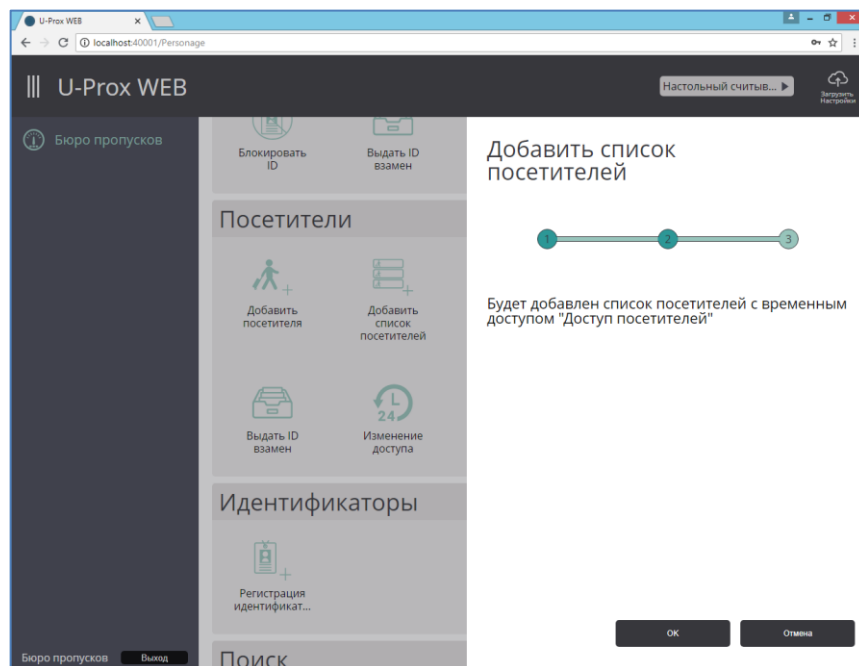 U-Prox WEB
localhost:40001/Personage
U-Prox WEB
Настольный считыв...
Загрузить
Настройки
Бюро пропусков
Блокировать
ID
Выдать ID
взамен
Посетители
Добавить
посетителя
Добавить
список
посетителей
Выдать ID
взамен
24
Изменение
доступа
Идентификаторы
Регистрация
идентификат...
Поиск
Бюро пропусков
Выход
Добавить список
посетителей
1
2
3
Будет добавлен список посетителей с временным
доступом "Доступ посетителей"
ОК
Отмена